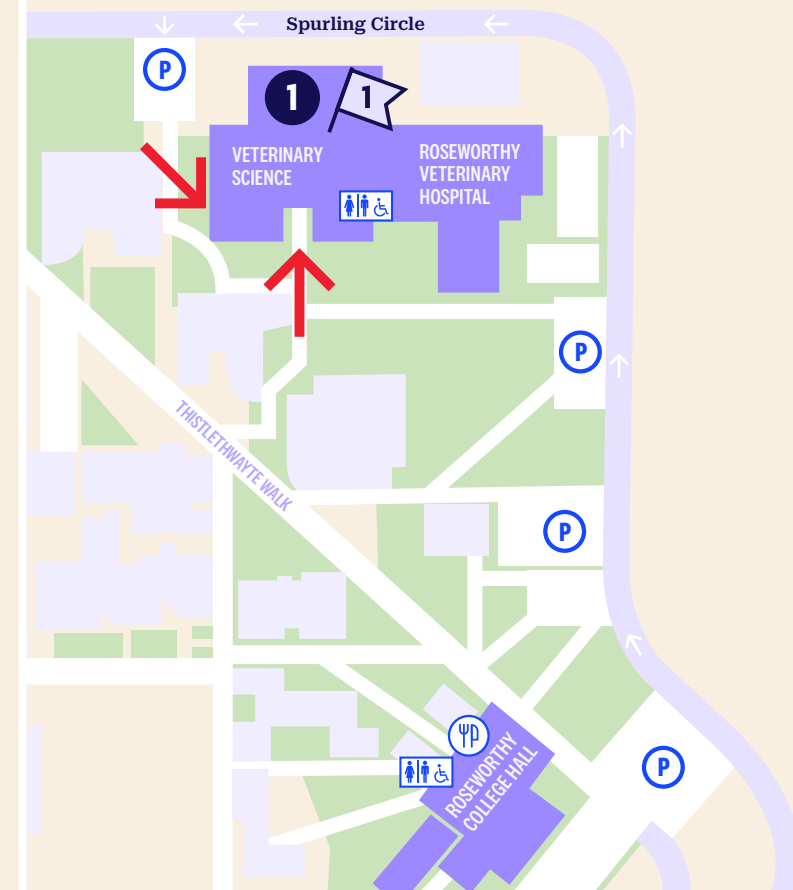 Spurling Circle
P
1
1
VETERINARY
SCIENCE
ROSEWORTHY
VETERINARY
HOSPITAL
P
THISTLETHWAYTE WALK
P
P
ROSEWORTHY
COLLEGE HALL